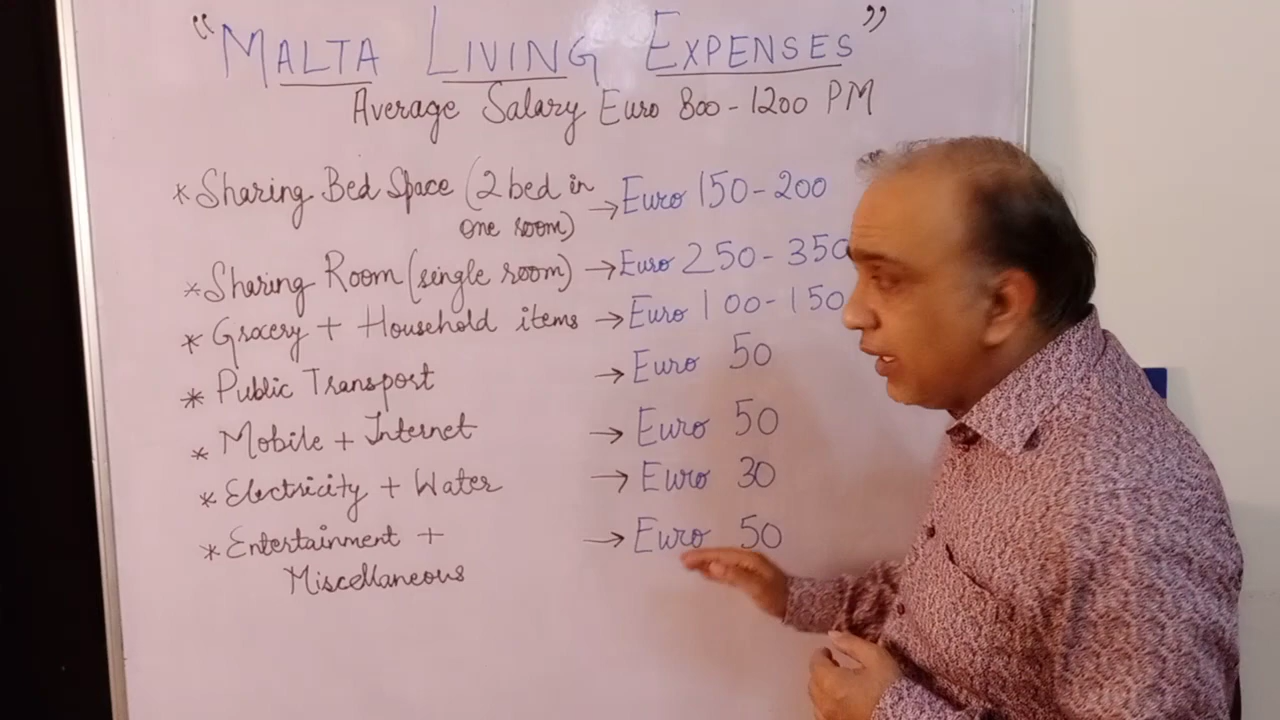 “MALTA LIVING EXPENSES”
Average Salary Euro 800-1200 PM
* Sharing Bed Space (2 bed in one room) → Euro 150-200
* Sharing Room (single room) → Euro 250-350
* Grocery + Household items → Euro 100-150
* Public Transport → Euro 50
* Mobile + Internet → Euro 50
* Electricity + Water → Euro 30
* Entertainment + → Euro 50
Miscellaneous